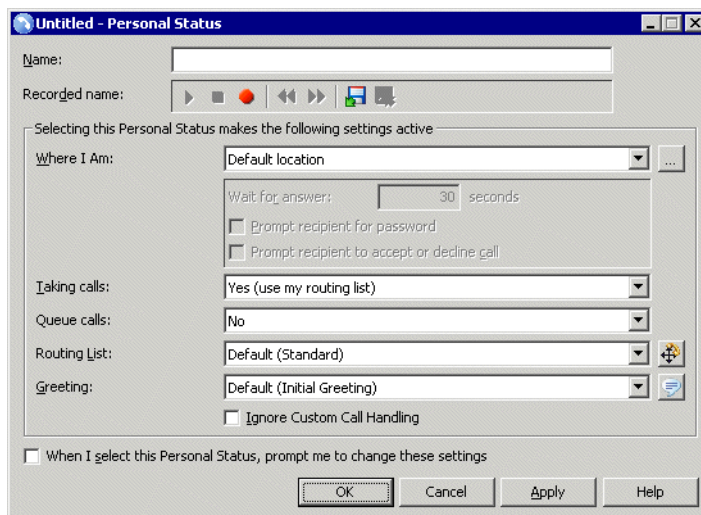 Untitled - Personal Status
Name:
Recorded name:
Selecting this Personal Status makes the following settings active
Where I Am: Default location ...
Wait for answer: 30 seconds
Prompt recipient for password
Prompt recipient to accept or decline call
Taking calls: Yes (use my routing list)
Queue calls: No
Routing List: Default (Standard)
Greeting: Default (Initial Greeting)
Ignore Custom Call Handling
When I select this Personal Status, prompt me to change these settings
OK Cancel Apply Help